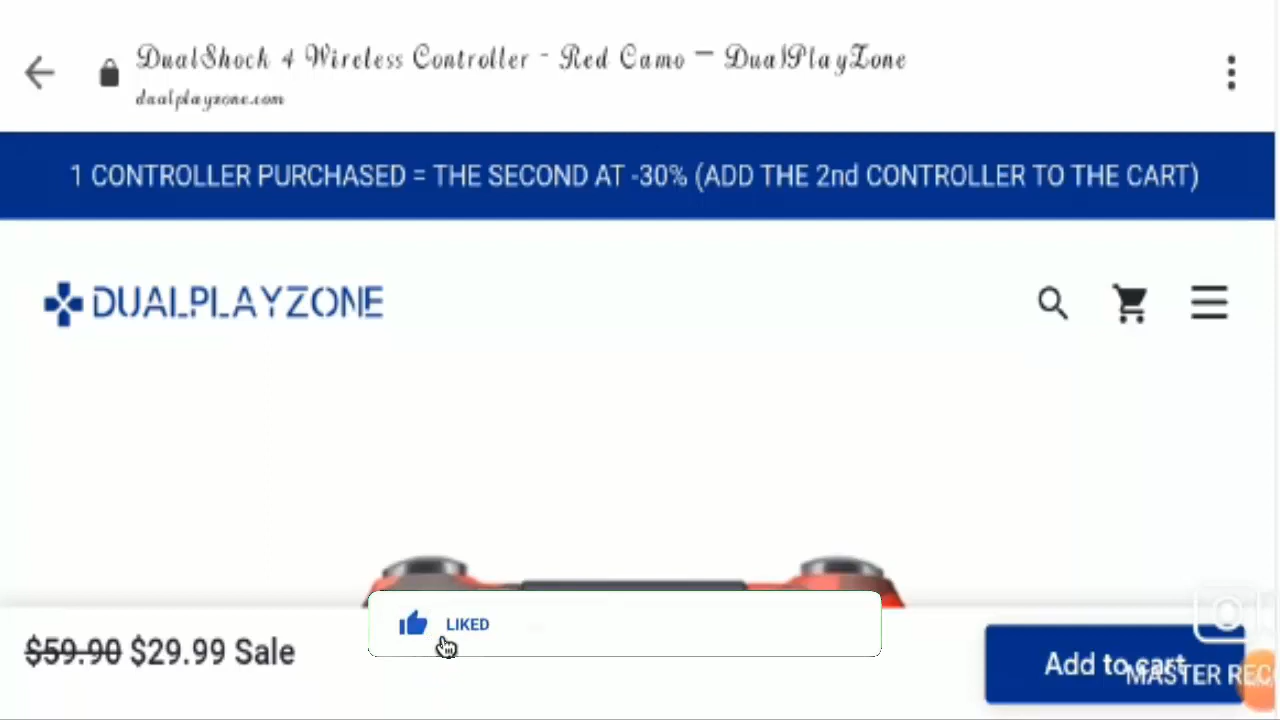 DualShock 4 Wireless Controller - Red Camo — DualPlayZone
dualplayzone.com
1 CONTROLLER PURCHASED = THE SECOND AT -30% (ADD THE 2nd CONTROLLER TO THE CART)
DUALPLAYZONE
LIKED
$59.90 $29.99 Sale
Add to cart
MASTER REC